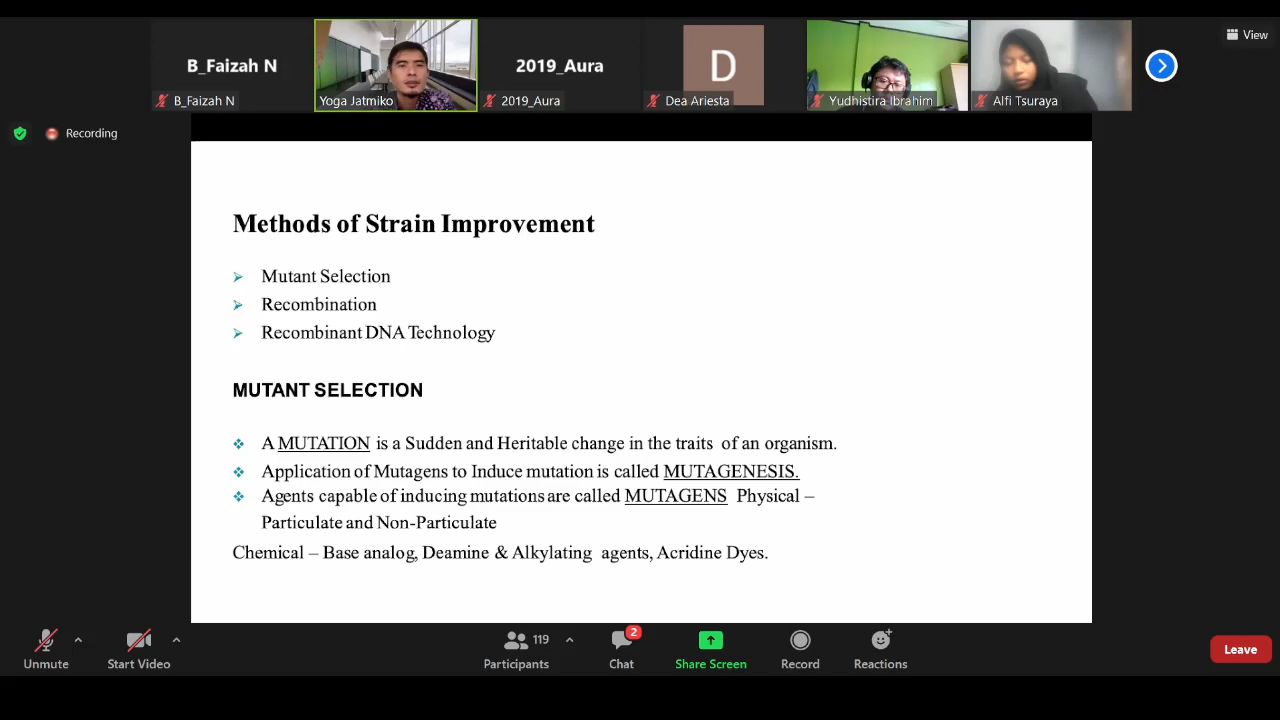 B_Faizah N
2019_Aura
D
View
B_Faizah N
Yoga Jatmiko
2019_Aura
Dea Ariesta
Yudhistira Ibrahim
Alfi Tsuraya
Recording
Methods of Strain Improvement
Mutant Selection
Recombination
Recombinant DNA Technology
MUTANT SELECTION
A MUTATION is a Sudden and Heritable change in the traits of an organism.
Application of Mutagens to Induce mutation is called MUTAGENESIS.
Agents capable of inducing mutations are called MUTAGENS Physical –
Particulate and Non-Particulate
Chemical – Base analog, Deamine & Alkylating agents, Acridine Dyes.
119
2
Unmute
Start Video
Participants
Chat
Share Screen
Record
Reactions
Leave